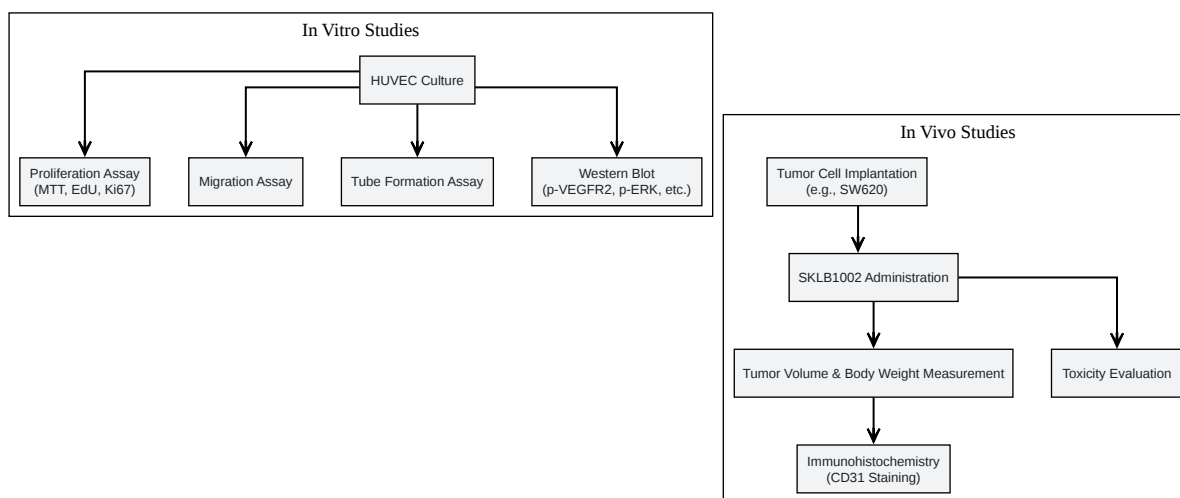 In Vitro Studies
HUVEC Culture
Proliferation Assay
(MTT, EdU, Ki67)
Migration Assay
Tube Formation Assay
Western Blot
(p-VEGFR2, p-ERK, etc.)
In Vivo Studies
Tumor Cell Implantation
(e.g., SW620)
SKLB1002 Administration
Tumor Volume & Body Weight Measurement
Toxicity Evaluation
Immunohistochemistry
(CD31 Staining)